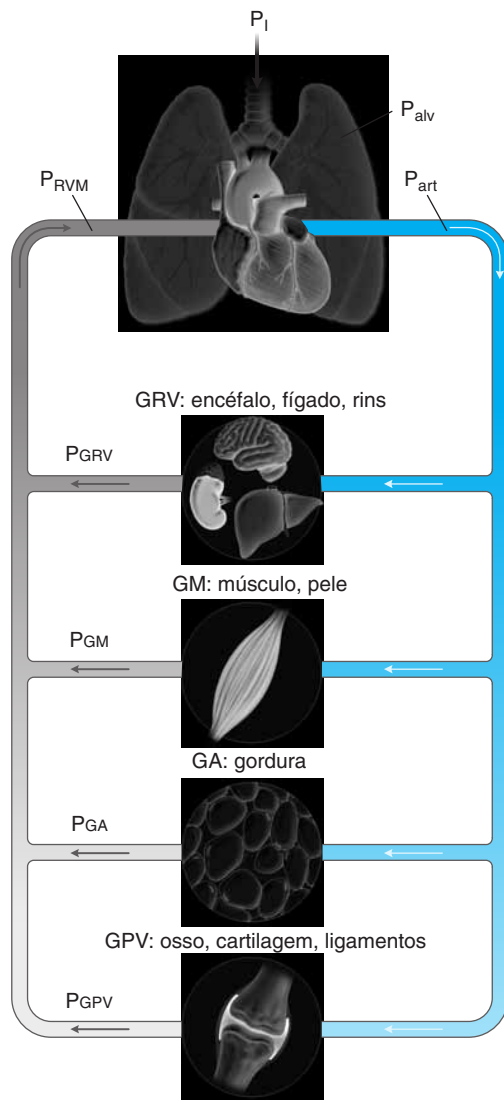 PI
Palv
PRVM
Part
GRV: encéfalo, fígado, rins
PGRV
GM: músculo, pele
PGM
GA: gordura
PGA
GPV: osso, cartilagem, ligamentos
PGPV